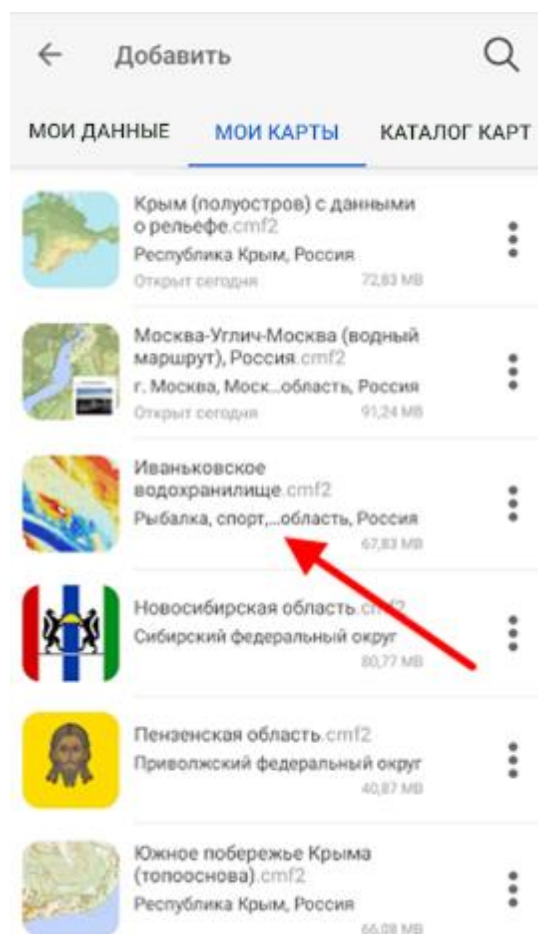 Добавить
МОИ ДАННЫЕ МОИ КАРТЫ КАТАЛОГ КАРТ
Крым (полуостров) с данными
о рельефе.cmf2
Республика Крым, Россия
Открыт сегодня 72,83 MB
Москва-Углич-Москва (водный
маршрут), Россия.cmf2
г. Москва, Моск...область, Россия
Открыт сегодня 91,24 MB
Иваньковское
водохранилище.cmf2
Рыбалка, спорт,...область, Россия
67,83 MB
Новосибирская область.cmf2
Сибирский федеральный округ
80,77 MB
Пензенская область.cmf2
Приволжский федеральный округ
40,87 MB
Южное побережье Крыма
(топооснова).cmf2
Республика Крым, Россия
66,08 MB